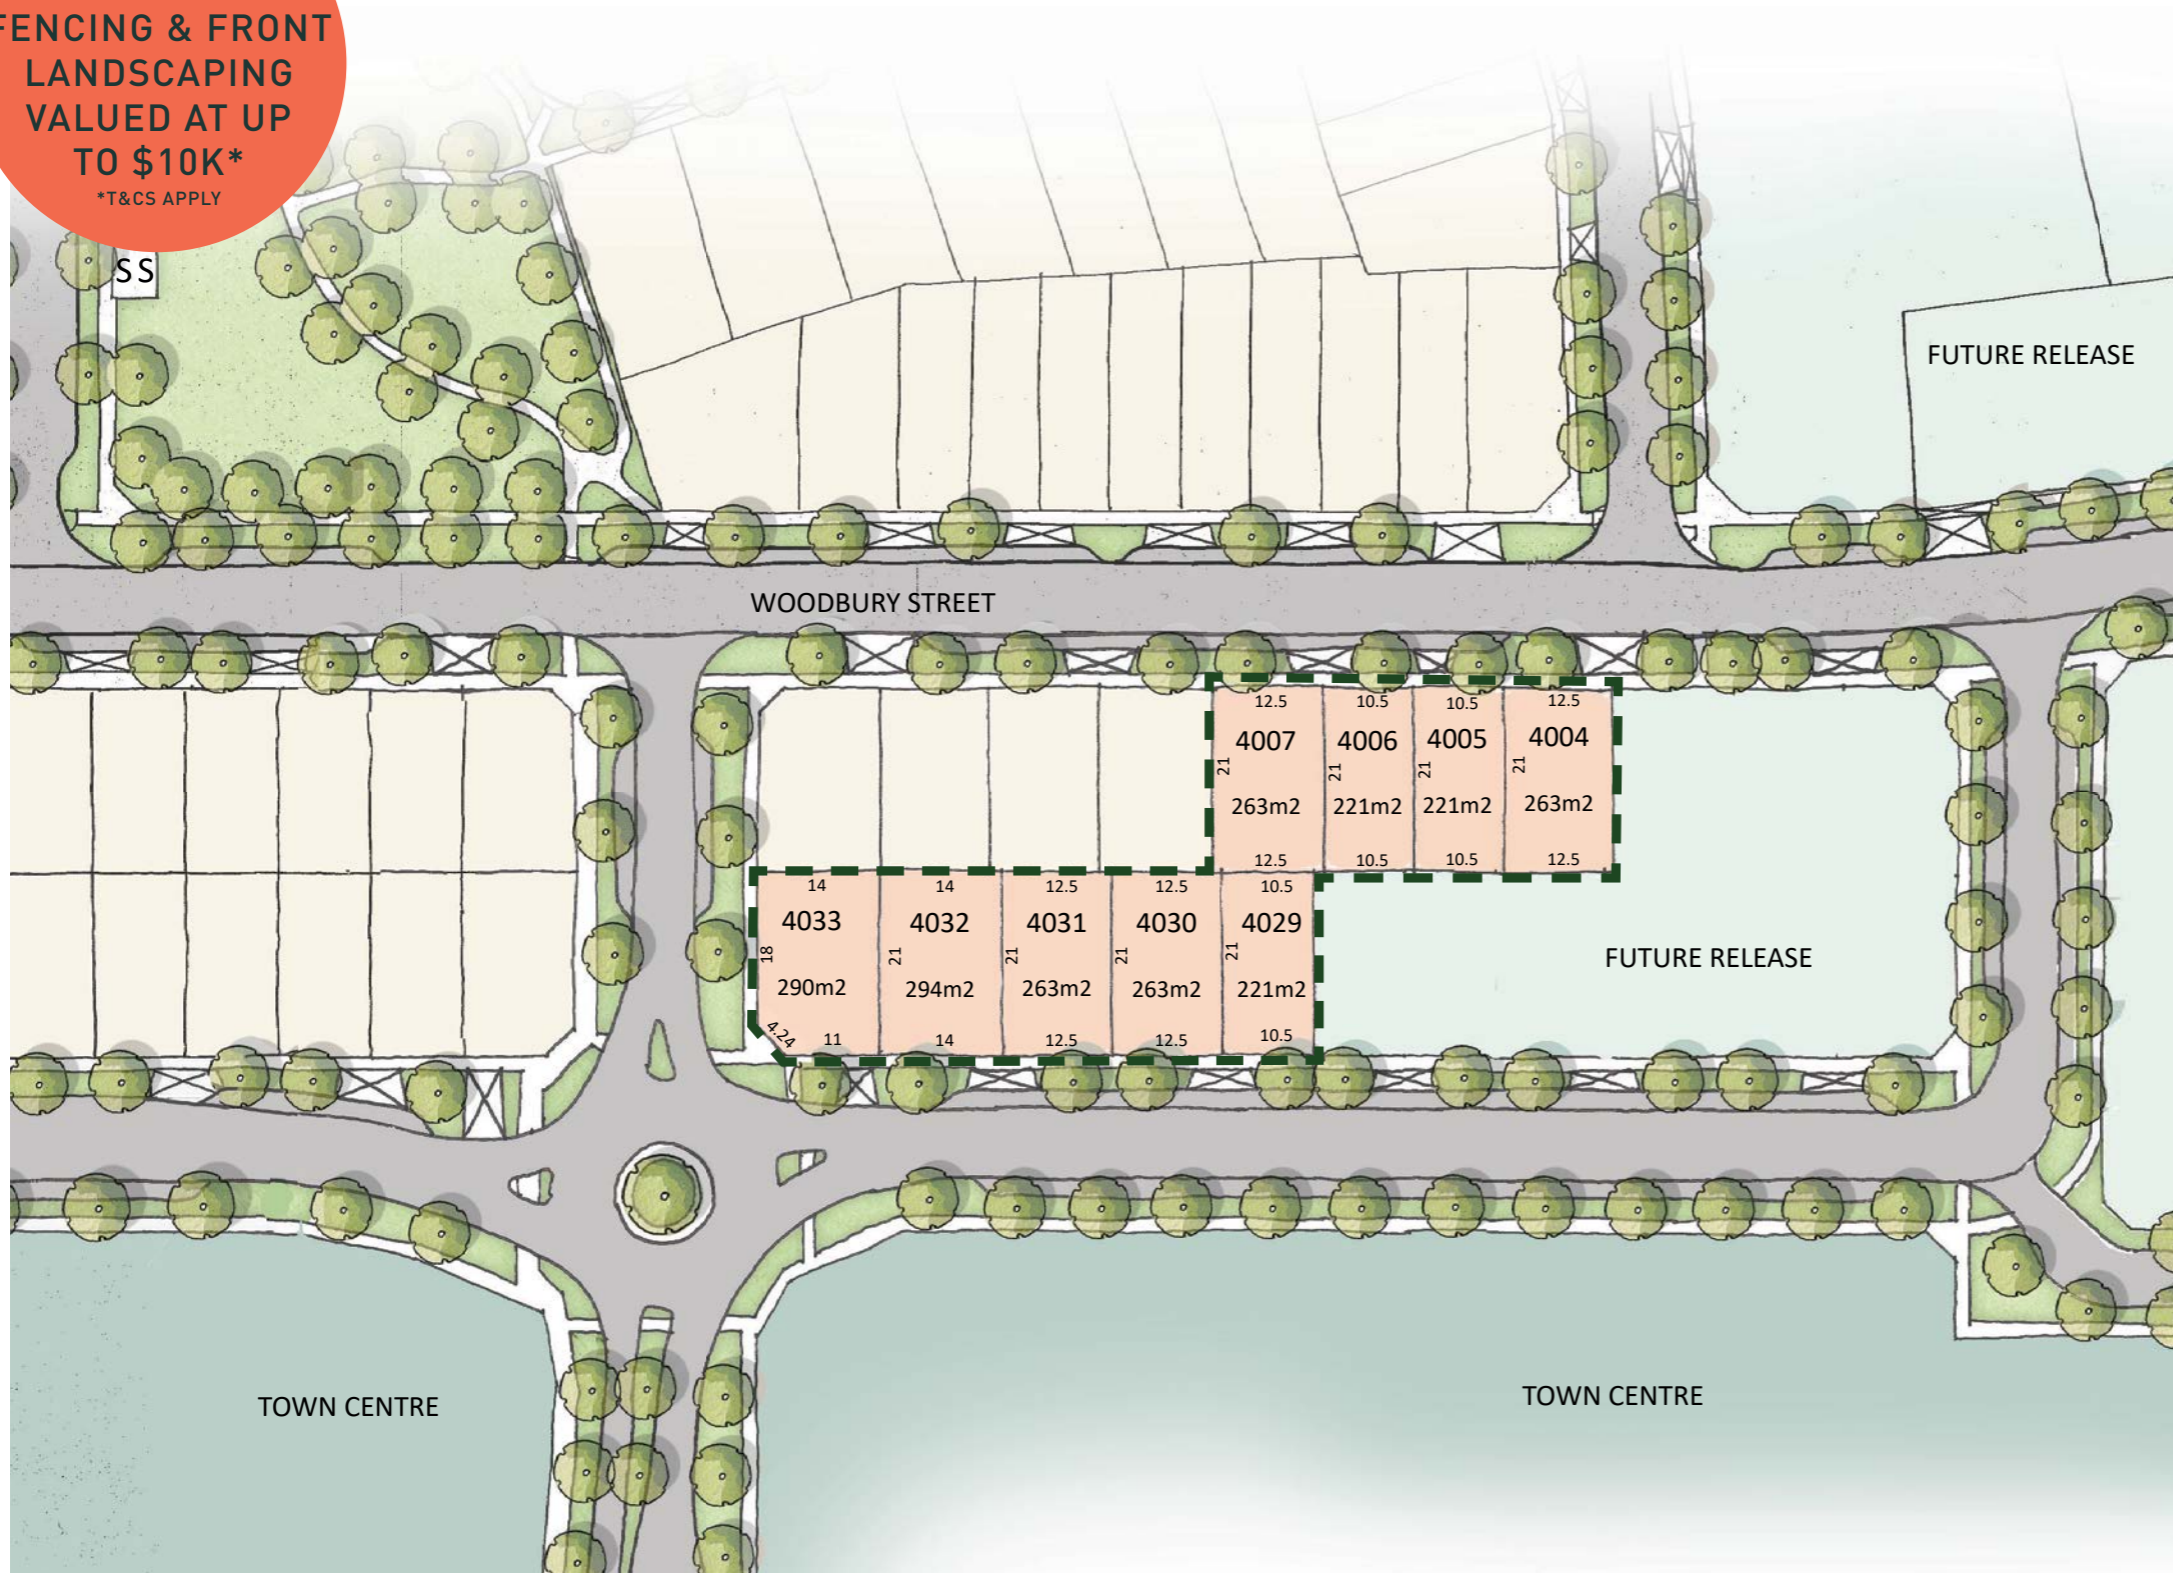 FENCING & FRONT
LANDSCAPING
VALUED AT UP
TO $10K*
*T&CS APPLY
SS
FUTURE RELEASE
WOODBURY STREET
12.5 10.5 10.5 12.5
4007 4006 4005 4004
21 21 21 21
263m2 221m2 221m2 263m2
12.5 10.5 10.5 12.5
14 14 12.5 12.5 10.5
4033 4032 4031 4030 4029
18 21 21 21 21
290m2 294m2 263m2 263m2 221m2
4.24 11 14 12.5 12.5 10.5
FUTURE RELEASE
TOWN CENTRE
TOWN CENTRE